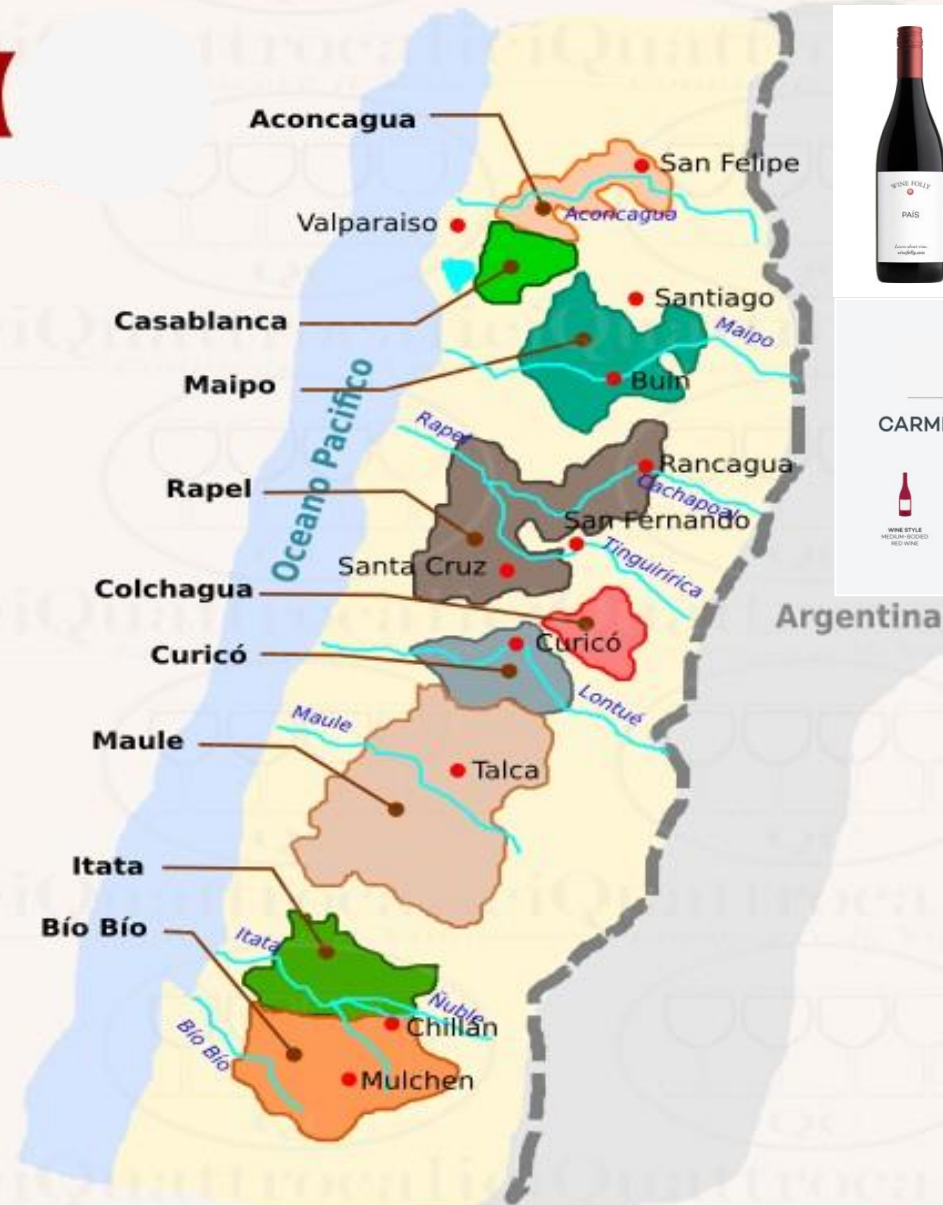 Aconcagua
San Felipe
Aconcagua
Valparaiso
Casablanca
Santiago
Maipo
Maipo
Buin
Oceano Pacifico
Rapel
Rapel
Rancagua
Cachapoal
San Fernando
Santa Cruz
Tinguiririca
Colchagua
Argentina
Curicó
Curicó
Lontué
Maule
Maule
Talca
Itata
Bío Bío
Itata
Ñuble
Chillán
Bío Bío
Mulchen
WINE FOLLY
PAÍS
CARM
WINE STYLE
MEDIUM-BODIED
RED WINE